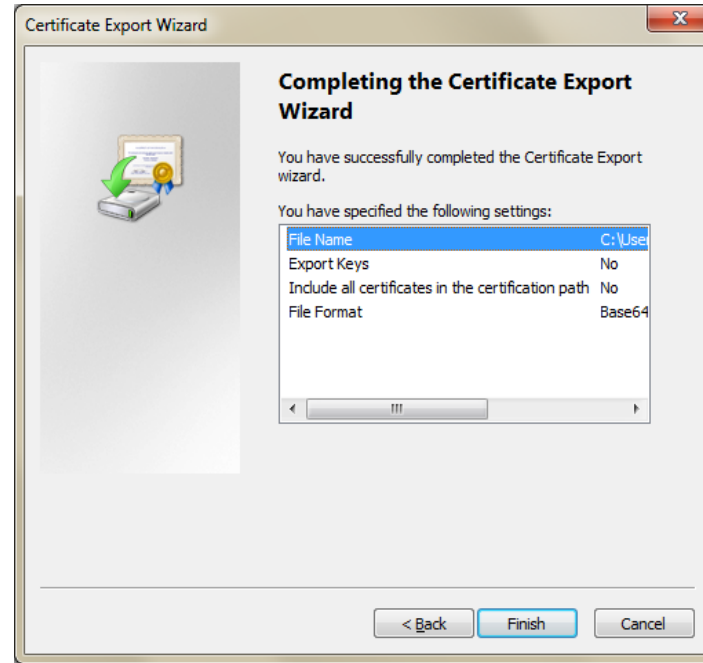 Certificate Export Wizard
Completing the Certificate Export
Wizard
You have successfully completed the Certificate Export
wizard.
You have specified the following settings:
File Name C:\User
Export Keys No
Include all certificates in the certification path No
File Format Base64
< Back Finish Cancel